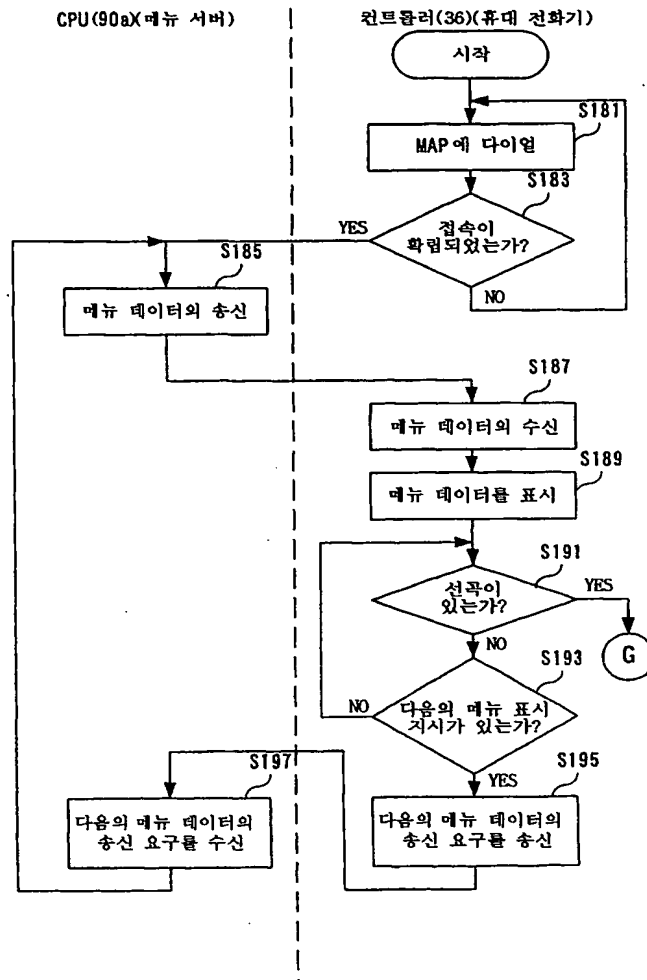 CPU(90a)(메뉴 서버)
컨트롤러(36)(휴대 전화기)
시작
S181
MAP에 다이얼
S183
접속이
확립되었는가?
YES
NO
S185
메뉴 데이터의 송신
S187
메뉴 데이터의 수신
S189
메뉴 데이터를 표시
S191
선곡이
있는가?
YES
G
NO
S193
다음의 메뉴 표시
지시가 있는가?
NO
YES
S195
다음의 메뉴 데이터의
송신 요구를 송신
S197
다음의 메뉴 데이터의
송신 요구를 수신